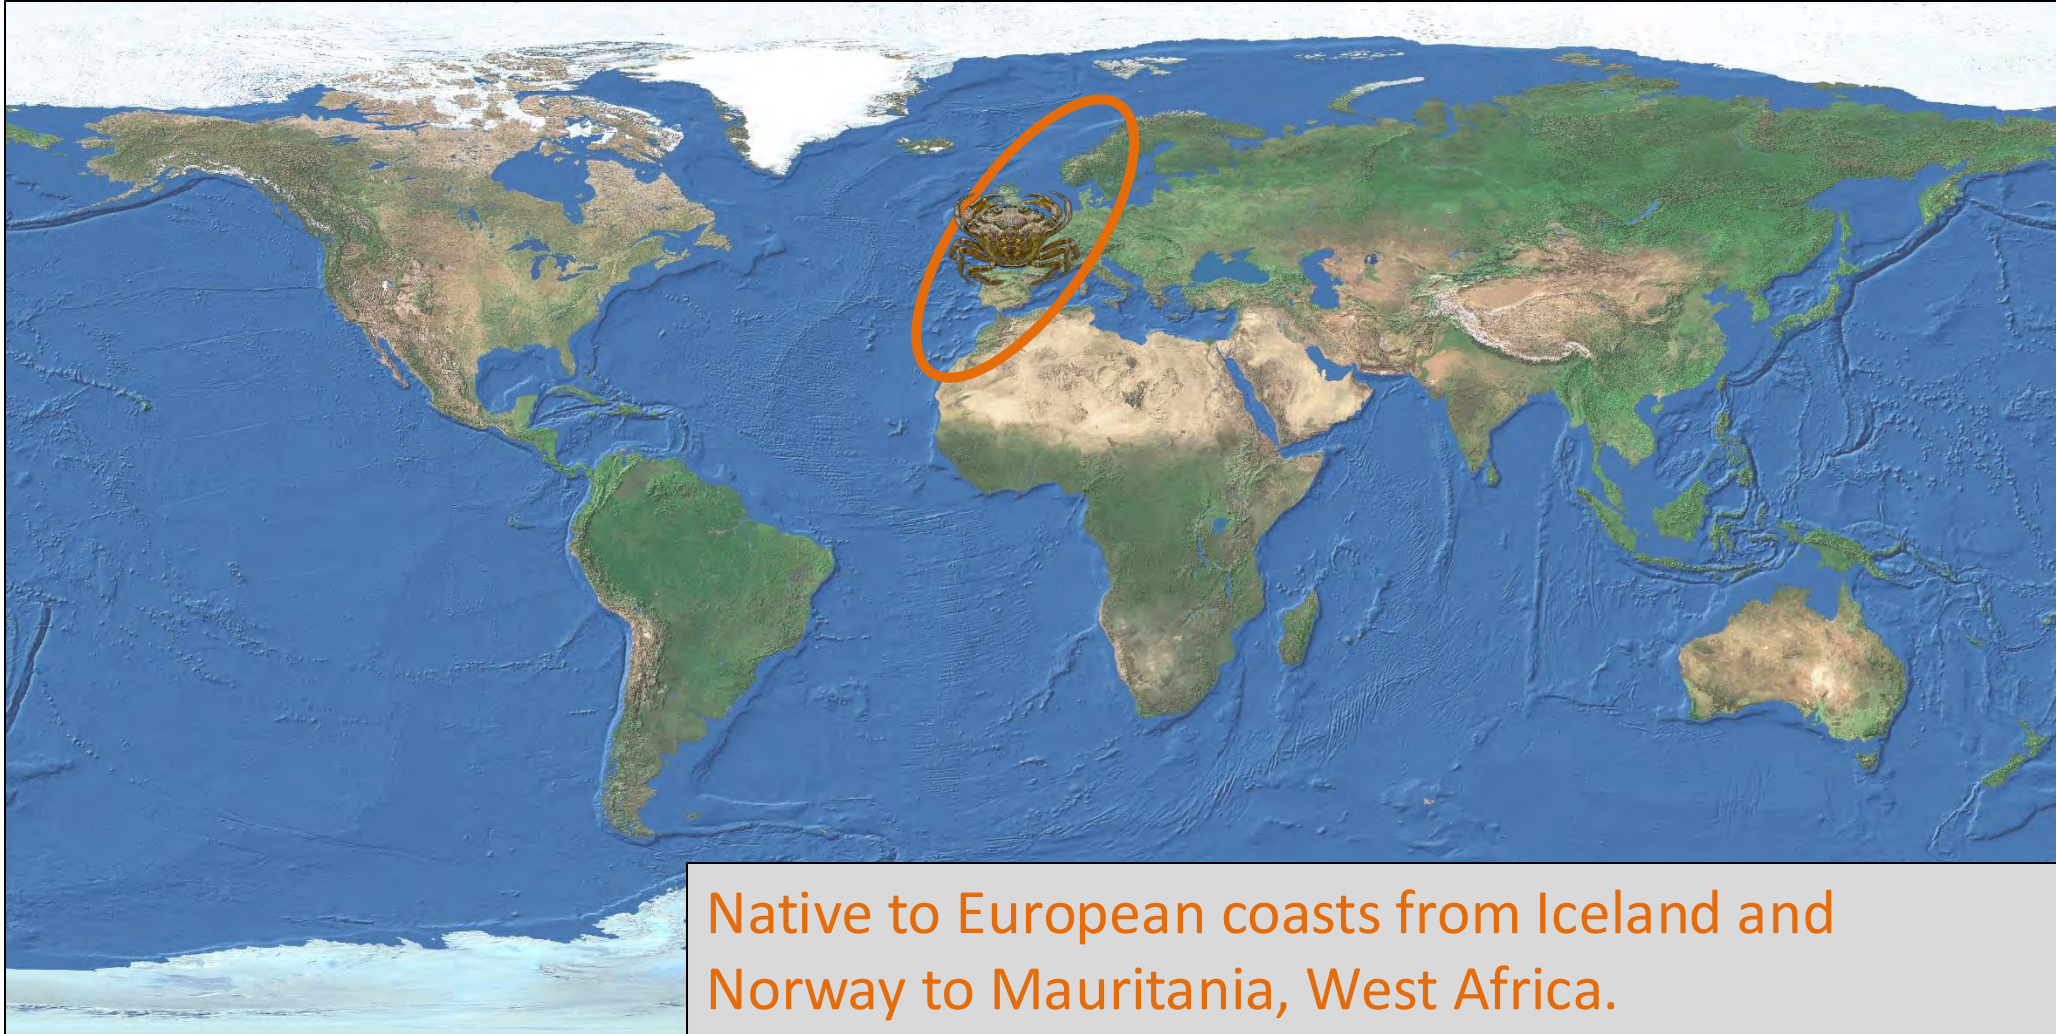 Native to European coasts from Iceland and
Norway to Mauritania, West Africa.